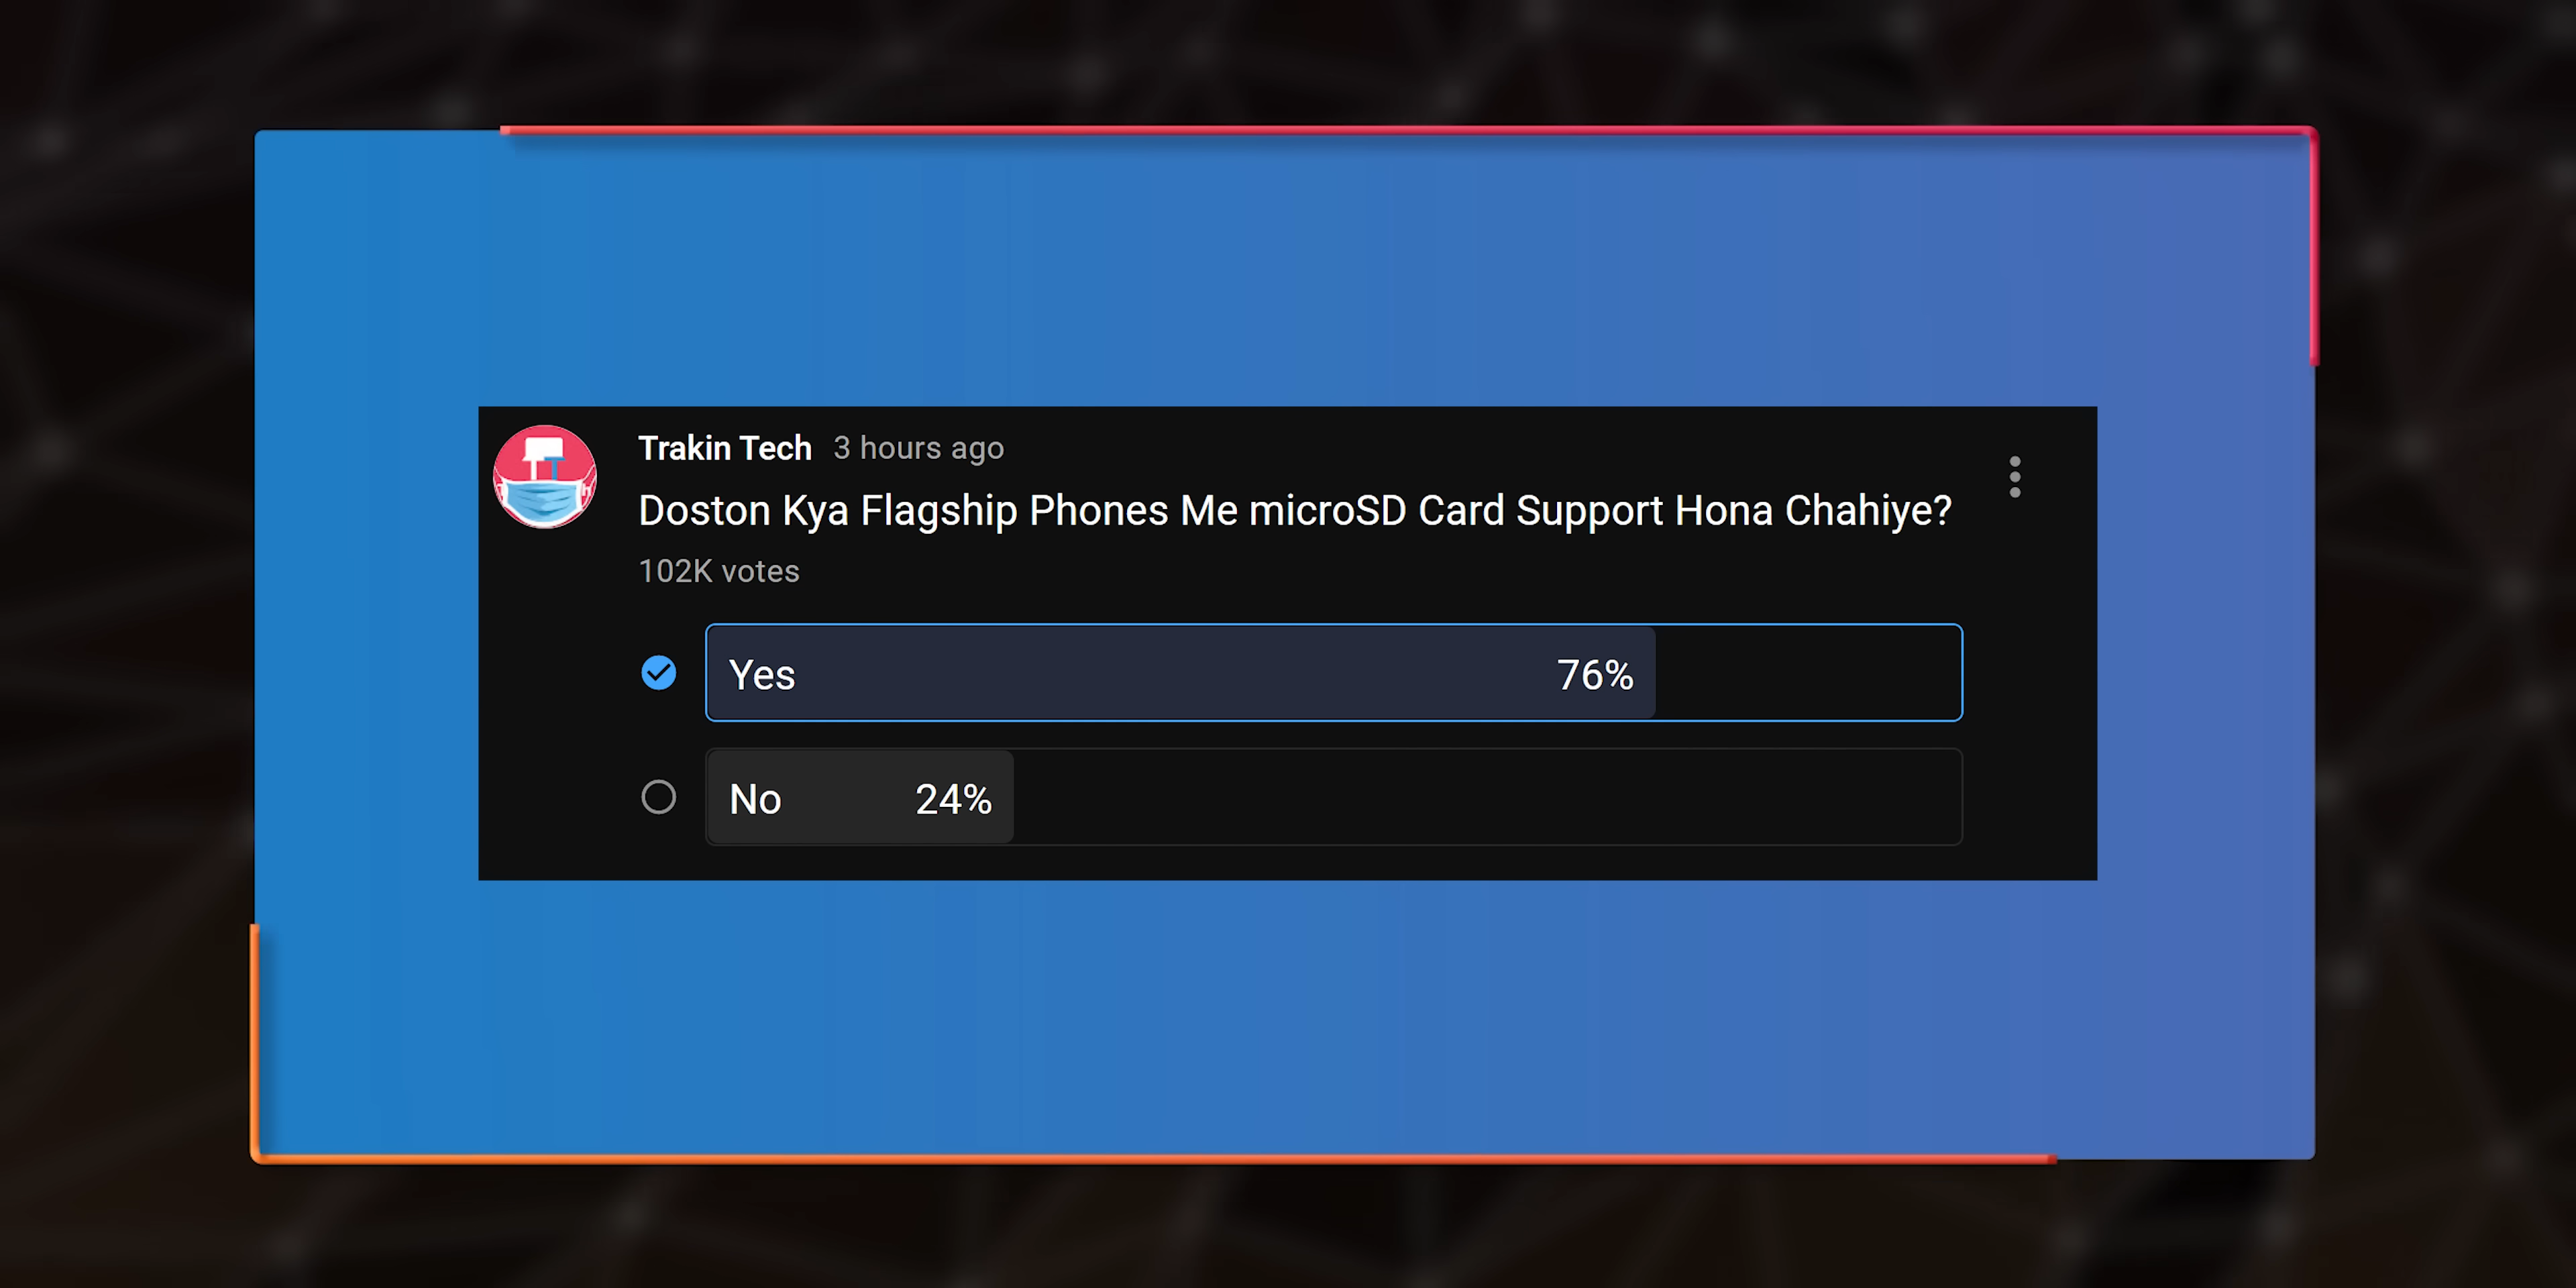 Trakin Tech 3 hours ago
Doston Kya Flagship Phones Me microSD Card Support Hona Chahiye?
102K votes
Yes 76%
No 24%